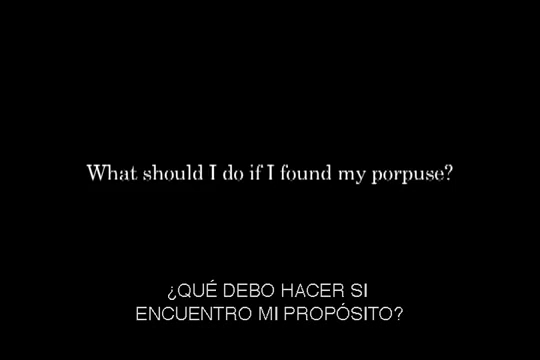 What should I do if I found my porpuse?
¿QUÉ DEBO HACER SI
ENCUENTRO MI PROPÓSITO?